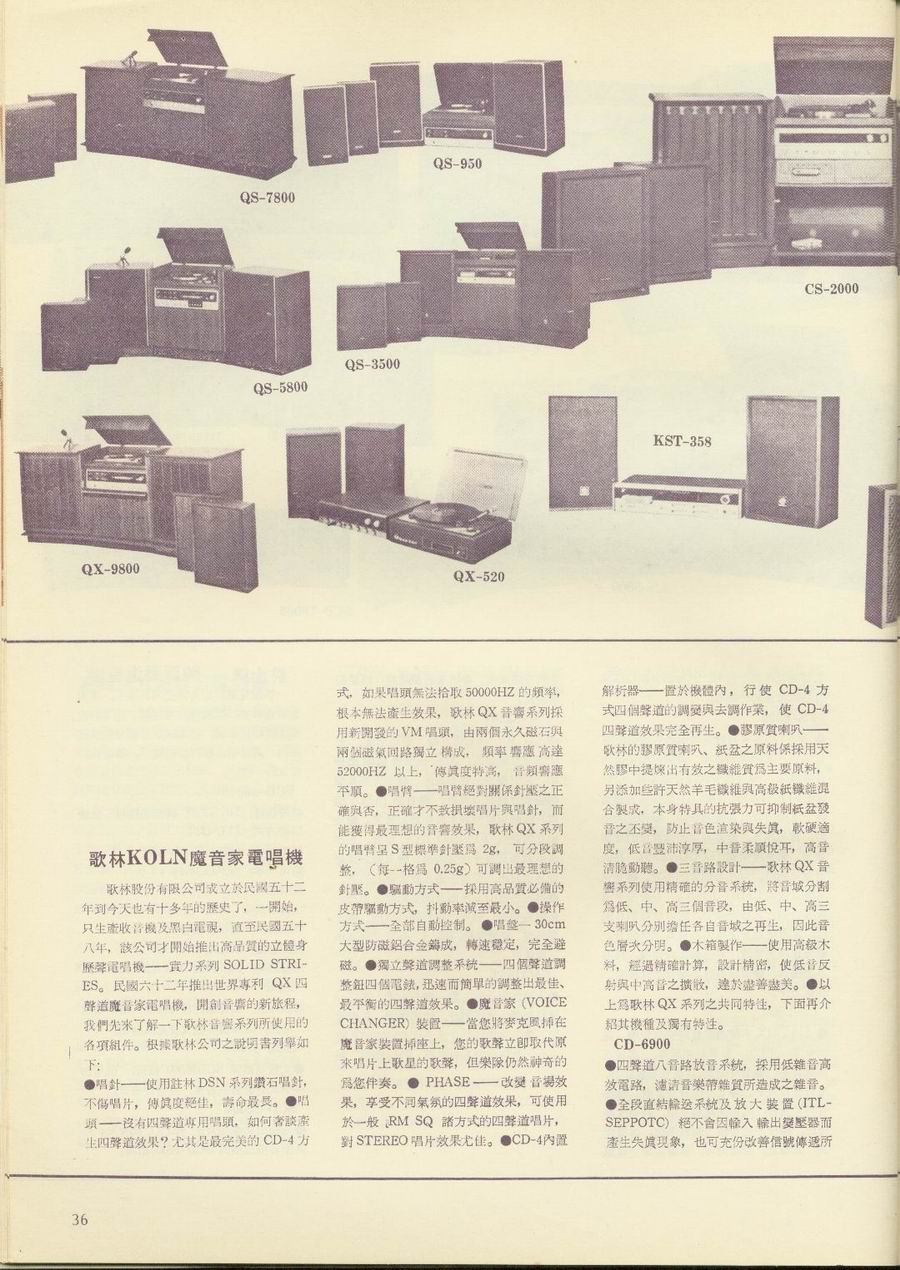 QS-7800
QS-950
CS-2000
QS-5800
QS-3500
KST-358
QX-9800
QX-520
歌林KOLN魔音家電唱機
歌林股份有限公司成立於民國五十二
年到今天也有十多年的歷史了，一開始，
只生產收音機及黑白電視，直至民國五十
八年，該公司才開始推出高品質的立體身
歷聲電唱機——實力系列 SOLID STRI-
ES。民國六十二年推出世界專利 QX 四
聲道魔音家電唱機，開創音響的新旅程，
我們先來了解一下歌林音響系列所使用的
各項組件。根據歌林公司之說明書列舉如
下：
●唱針——使用註林 DSN 系列鑽石唱針，
不傷唱片，傳眞度絕佳，壽命最長。●唱
頭——沒有四聲道專用唱頭，如何奢談產
生四聲道效果？尤其是最完美的 CD-4 方
式，如果唱頭無法拾取 50000HZ 的頻率，
根本無法產生效果，歌林 QX 音響系列採
用新開發的 VM 唱頭，由兩個永久磁石與
兩個磁氣回路獨立構成，頻率響應高達
52000HZ 以上，傳眞度特高，音頻響應
平順。●唱臂——唱臂絕對關係針壓之正
確與否，正確才不致損壞唱片與唱針，而
能獲得最理想的音響效果，歌林 QX 系列
的唱臂呈 S 型標準針壓爲 2g，可分段調
整，（每--格爲 0.25g）可調出最理想的
針壓。●驅動方式——採用高品質必備的
皮帶驅動方式，抖動率減至最小。●操作
方式——全部自動控制。●唱盤—30cm
大型防磁鋁合金鑄成，轉速穩定，完全避
磁。●獨立聲道調整系統——四個聲道調
整鈕四個電錶，迅速而簡單的調整出最佳、
最平衡的四聲道效果。●魔音家（VOICE
CHANGER）裝置——當您將麥克風揷在
魔音家裝置揷座上，您的歌聲立卽取代原
來唱片上歌星的歌聲，但樂隊仍然神奇的
爲您伴奏。● PHASE——改變音場效
果，享受不同氣氛的四聲道效果，可使用
於一般 RM SQ 諸方式的四聲道唱片，
對 STEREO 唱片效果尤佳。●CD-4內置
解析器——置於機體內，行使 CD-4 方
式四個聲道的調變與去調作業，使 CD-4
四聲道效果完全再生。●膠原質喇叭——
歌林的膠原質喇叭、紙盆之原料係採用天
然膠中提煉出有效之纖維質爲主要原料，
另添加些許天然羊毛纖維與高級紙纖維混
合製成，本身特具的抗張力可抑制紙盆發
音之歪變，防止音色渲染與失眞，軟硬適
度，低音豐沛淳厚，中音柔順悅耳，高音
清脆動聽。●三音路設計——歌林 QX 音
響系列使用精確的分音系統，將音域分割
爲低、中、高三個音段，由低、中、高三
支喇叭分別擔任各自音域之再生，因此音
色層次分明。●木箱製作——使用高級木
料，經過精確計算，設計精密，使低音反
射與中高音之擴散，達於盡善盡美。●以
上爲歌林 QX 系列之共同特性，下面再介
紹其機種及獨有特性。
CD-6900
●四聲道八音路放音系統，採用低雜音高
效電路，濾清音樂帶雜質所造成之雜音。
●全段直結輸送系統及放大裝置（ITL-
SEPPOTC）絕不會因輸入輸出變壓器而
產生失眞現象，也可充份改善信號傳遞所
36